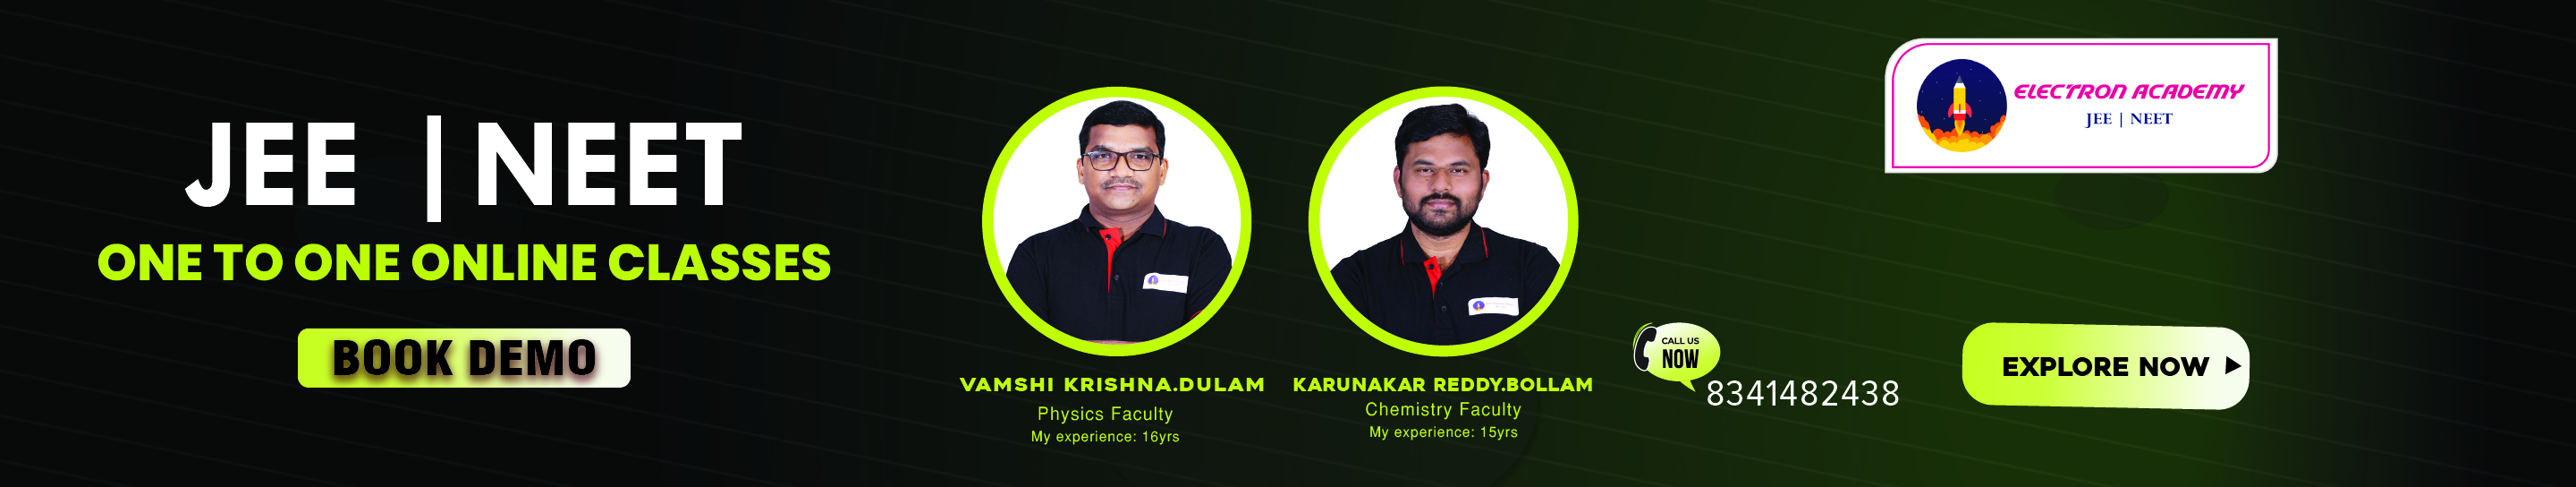 JEE | NEET
ONE TO ONE ONLINE CLASSES
BOOK DEMO
VAMSHI KRISHNA.DULAM
Physics Faculty
My experience: 16yrs
KARUNAKAR REDDY.BOLLAM
Chemistry Faculty
My experience: 15yrs
CALL US
NOW
8341482438
ELECTRON ACADEMY
JEE | NEET
EXPLORE NOW